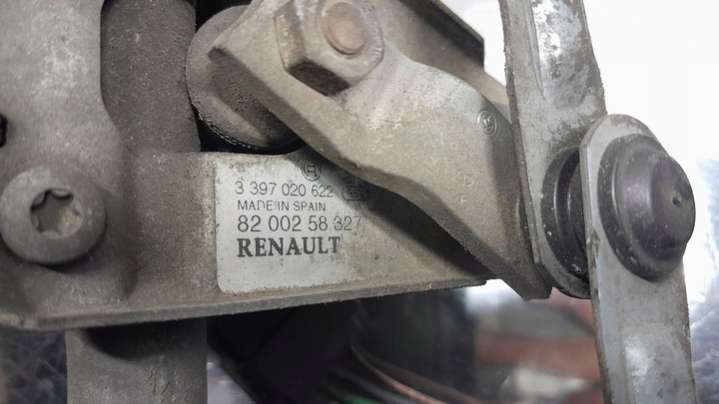 3 397 020 622
MADE IN SPAIN
82 002 58 327
RENAULT